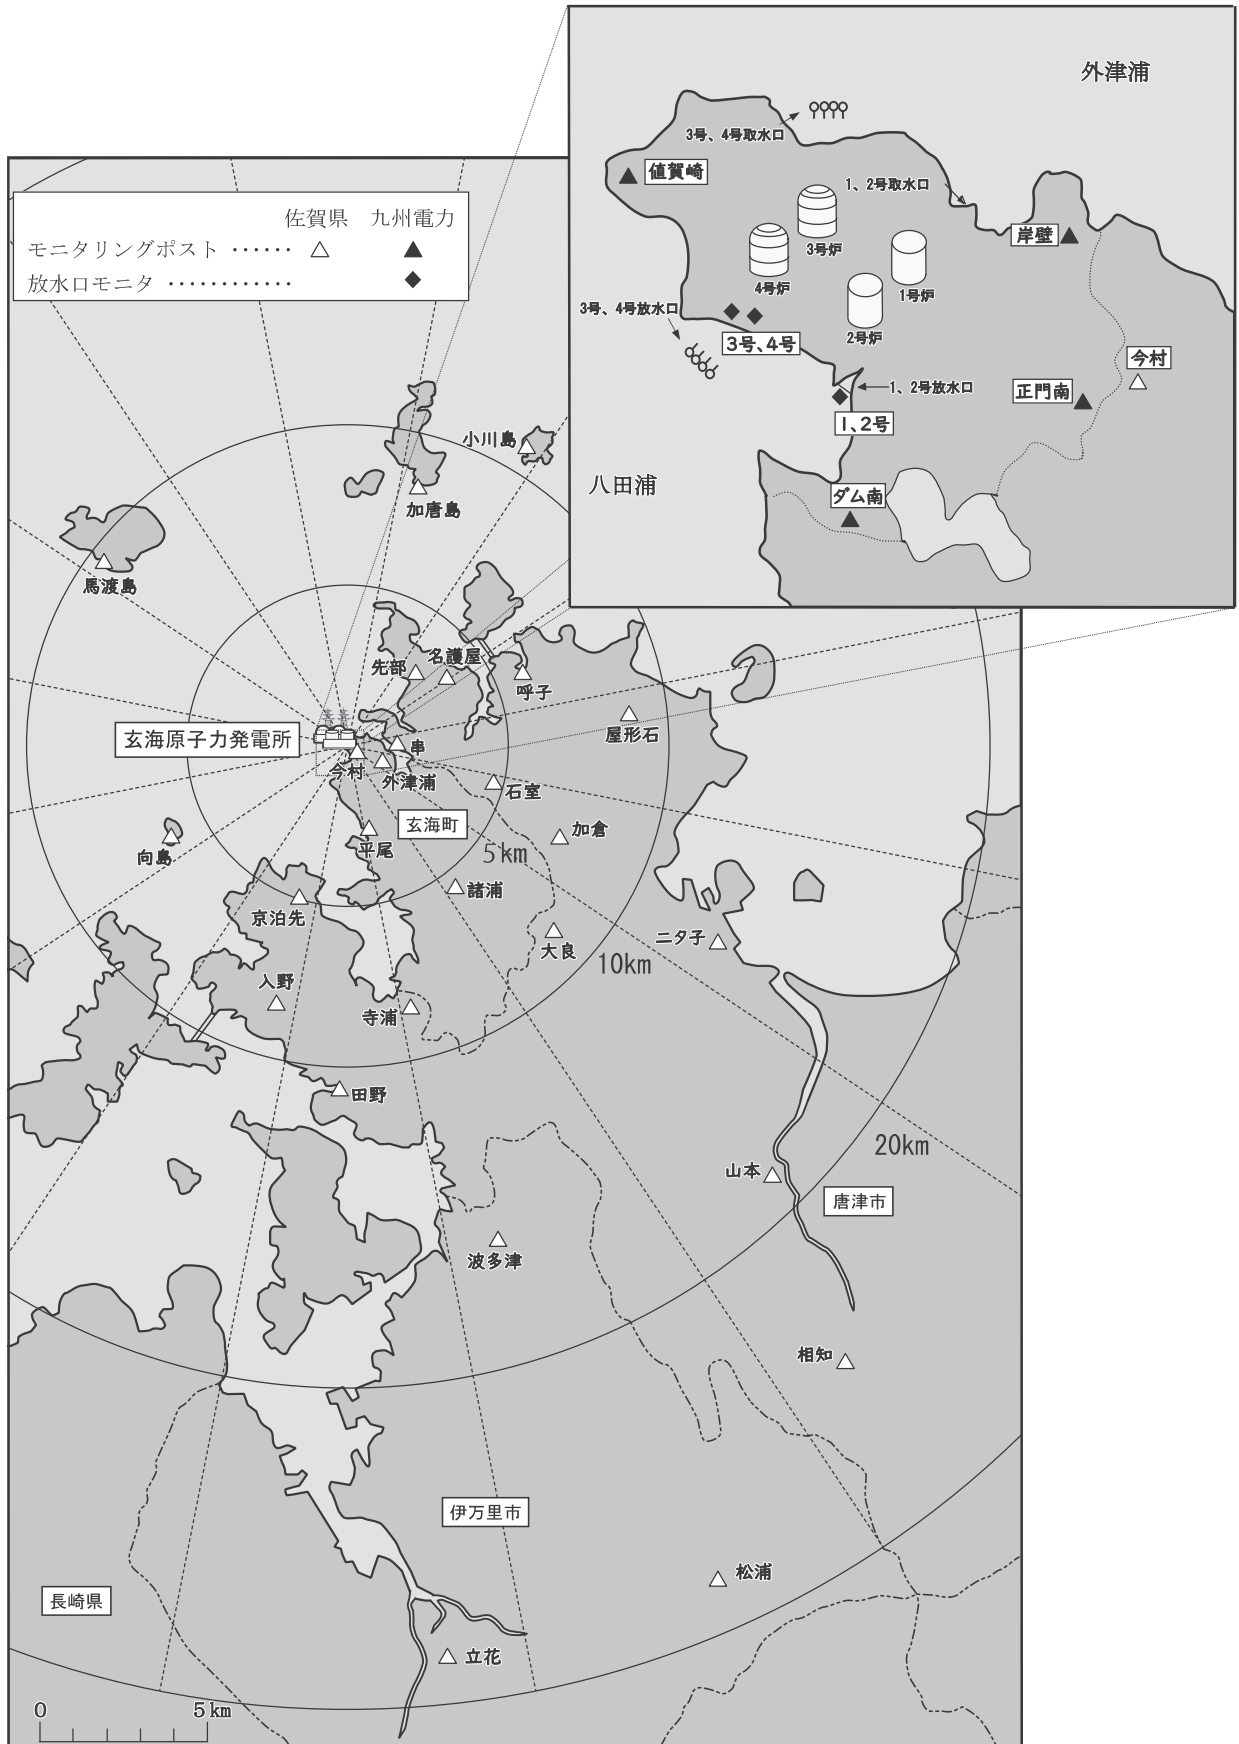 外津浦
3号、4号取水口
値賀崎
1、2号取水口
岸壁
3号炉
4号炉
1号炉
2号炉
3号、4号放水口
3号、4号
今村
1、2号放水口
正門南
1、2号
八田浦
ダム南
佐賀県 九州電力
モニタリングポスト ‥‥‥ △ ▲
放水口モニタ ‥‥‥‥‥‥ ◆
小川島
加唐島
馬渡島
先部
名護屋
呼子
屋形石
玄海原子力発電所
串
今村
外津浦
石室
玄海町
加倉
平尾
5km
向島
諸浦
京泊先
二タ子
大良
10km
入野
寺浦
田野
20km
山本
唐津市
波多津
相知
伊万里市
松浦
長崎県
立花
0 5km